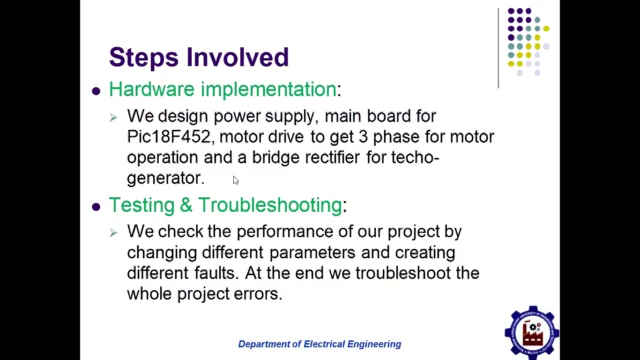 Steps Involved
Hardware implementation:
We design power supply, main board for
Pic18F452, motor drive to get 3 phase for motor
operation and a bridge rectifier for techo-
generator.
Testing & Troubleshooting:
We check the performance of our project by
changing different parameters and creating
different faults. At the end we troubleshoot the
whole project errors.
Department of Electrical Engineering